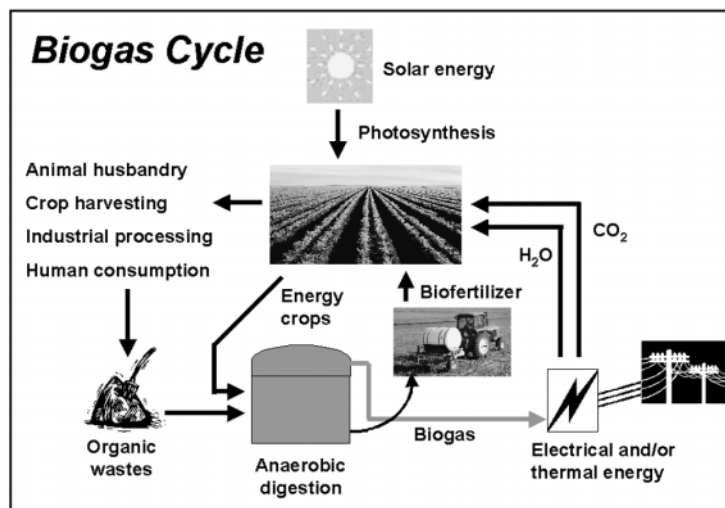 Biogas Cycle
Solar energy
Photosynthesis
Animal husbandry
Crop harvesting
Industrial processing
Human consumption
CO₂
H₂O
Energy
crops
Biofertilizer
Organic
wastes
Anaerobic
digestion
Biogas
Electrical and/or
thermal energy